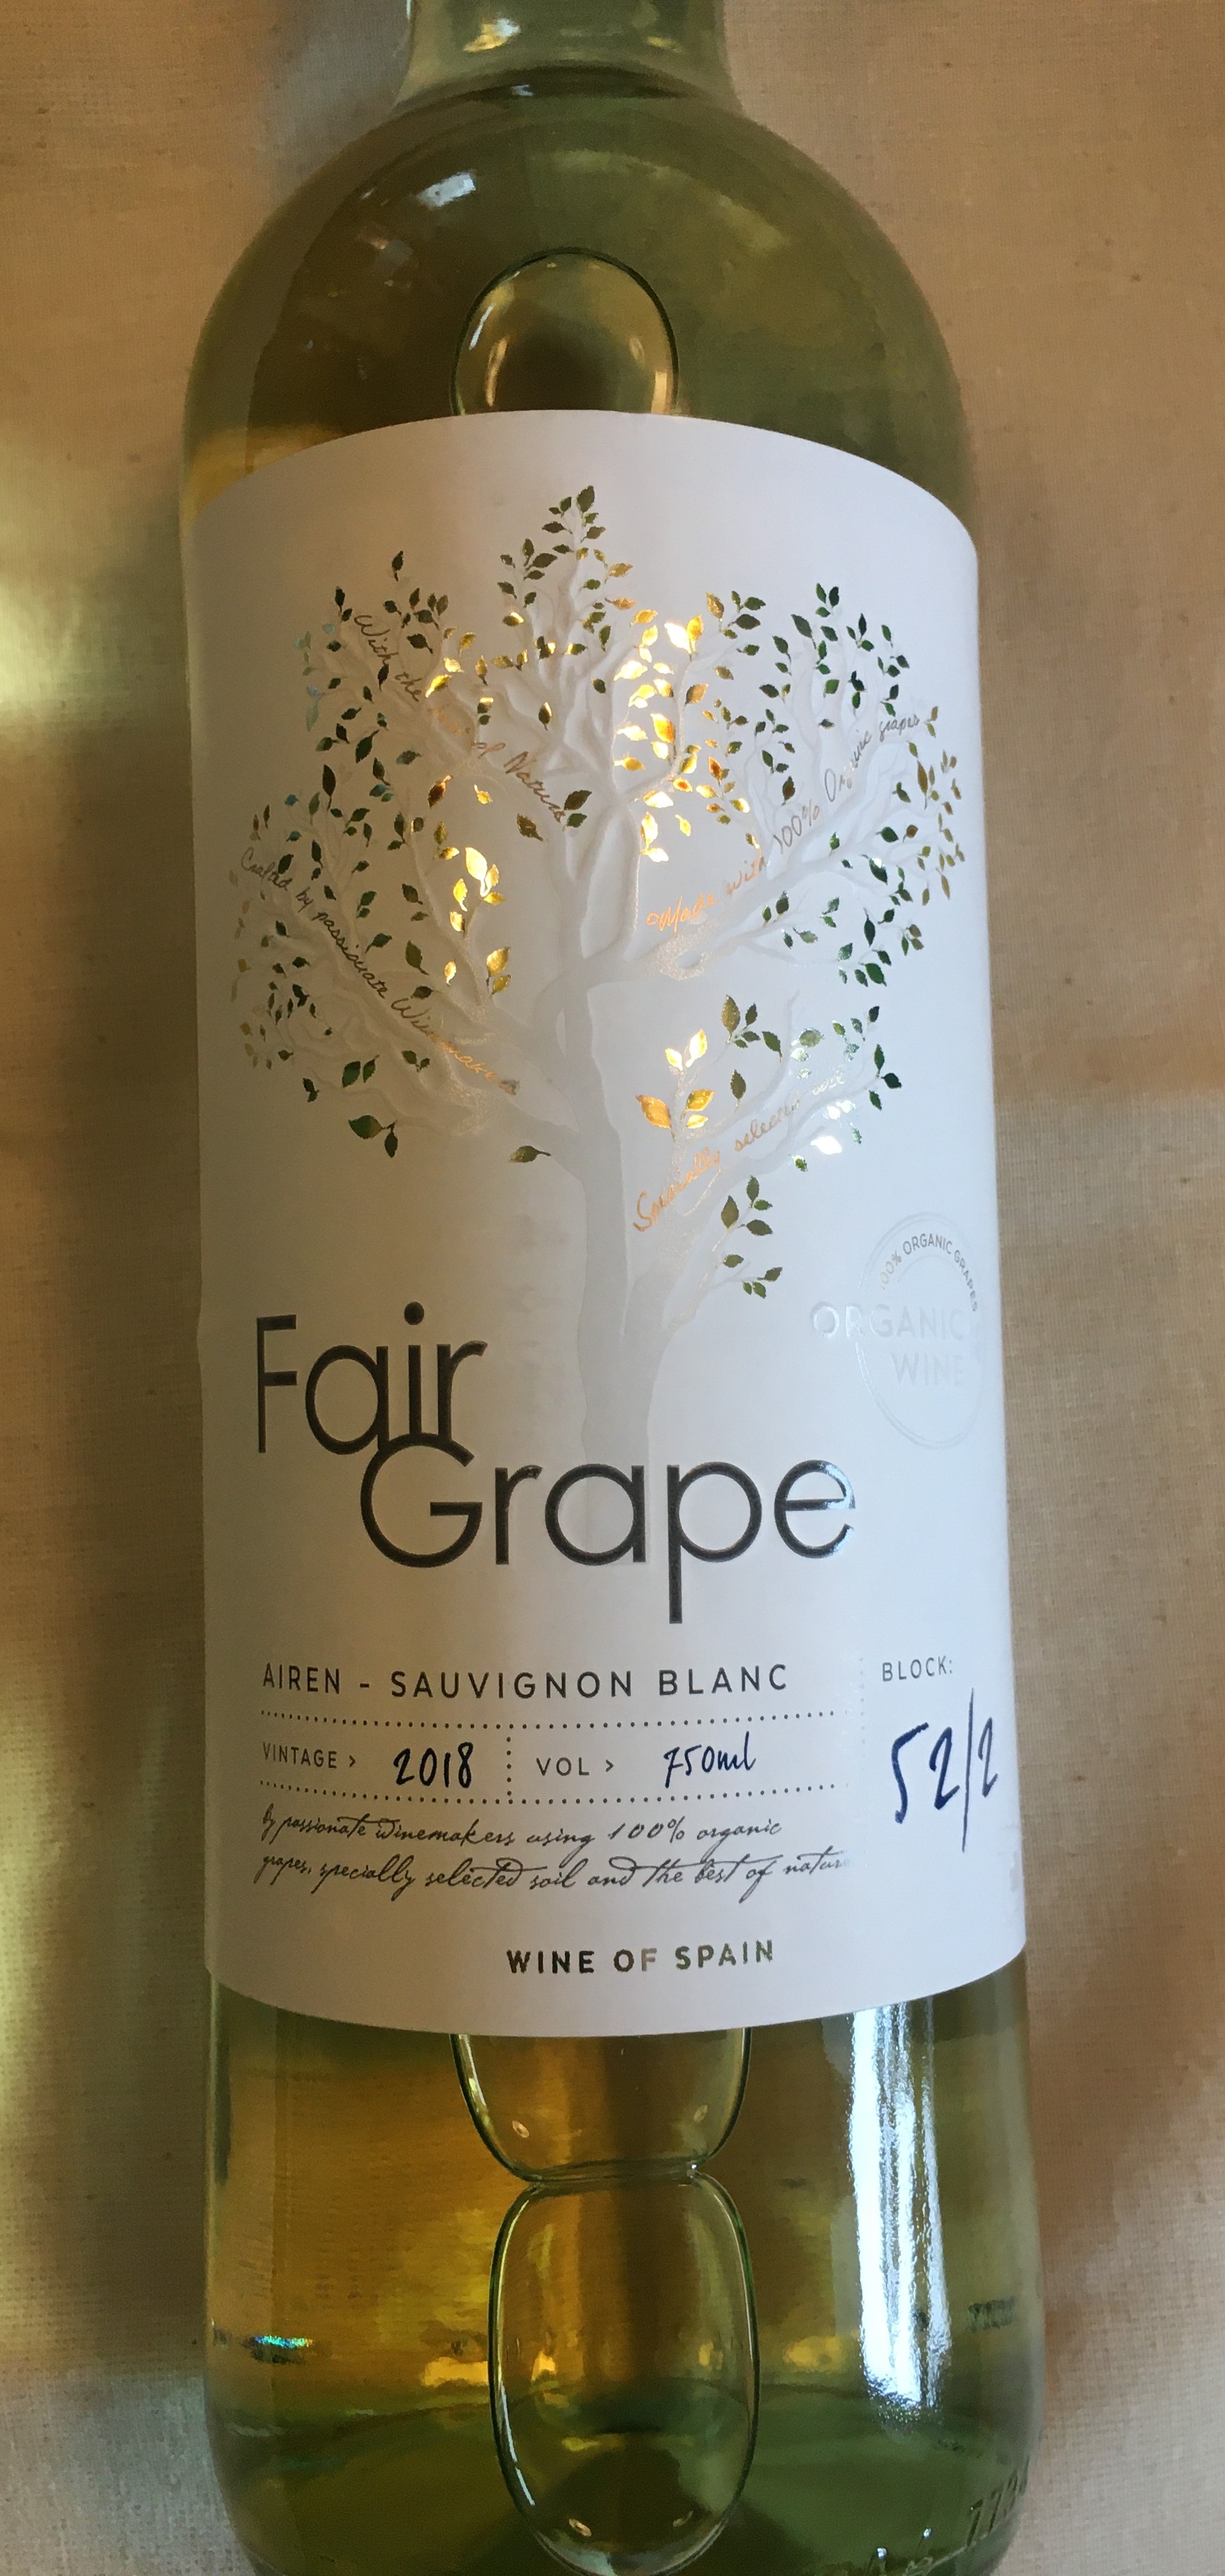 With the of Nature
Made with 100% Organic grapes
Crafted by passionate Winemakers
Specially selected soil
100% ORGANIC GRAPES
ORGANIC
WINE
Fair
Grape
AIREN - SAUVIGNON BLANC
BLOCK:
52/2
VINTAGE > 2018
VOL > 750ml
By passionate winemakers using 100% organic
grapes, specially selected soil and the best of nature
WINE OF SPAIN